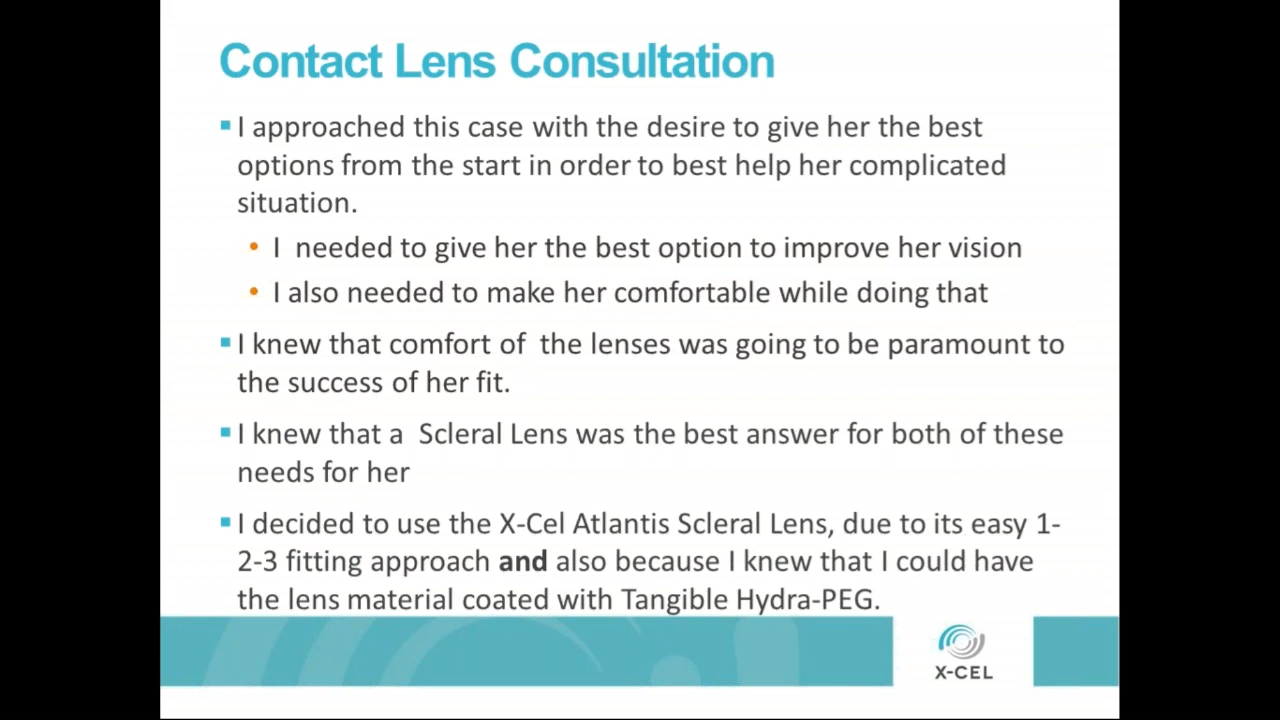 Contact Lens Consultation
I approached this case with the desire to give her the best
options from the start in order to best help her complicated
situation.
I  needed to give her the best option to improve her vision
I also needed to make her comfortable while doing that
I knew that comfort of  the lenses was going to be paramount to
the success of her fit.
I knew that a  Scleral Lens was the best answer for both of these
needs for her
I decided to use the X-Cel Atlantis Scleral Lens, due to its easy 1-
2-3 fitting approach and also because I knew that I could have
the lens material coated with Tangible Hydra-PEG.
X-CEL